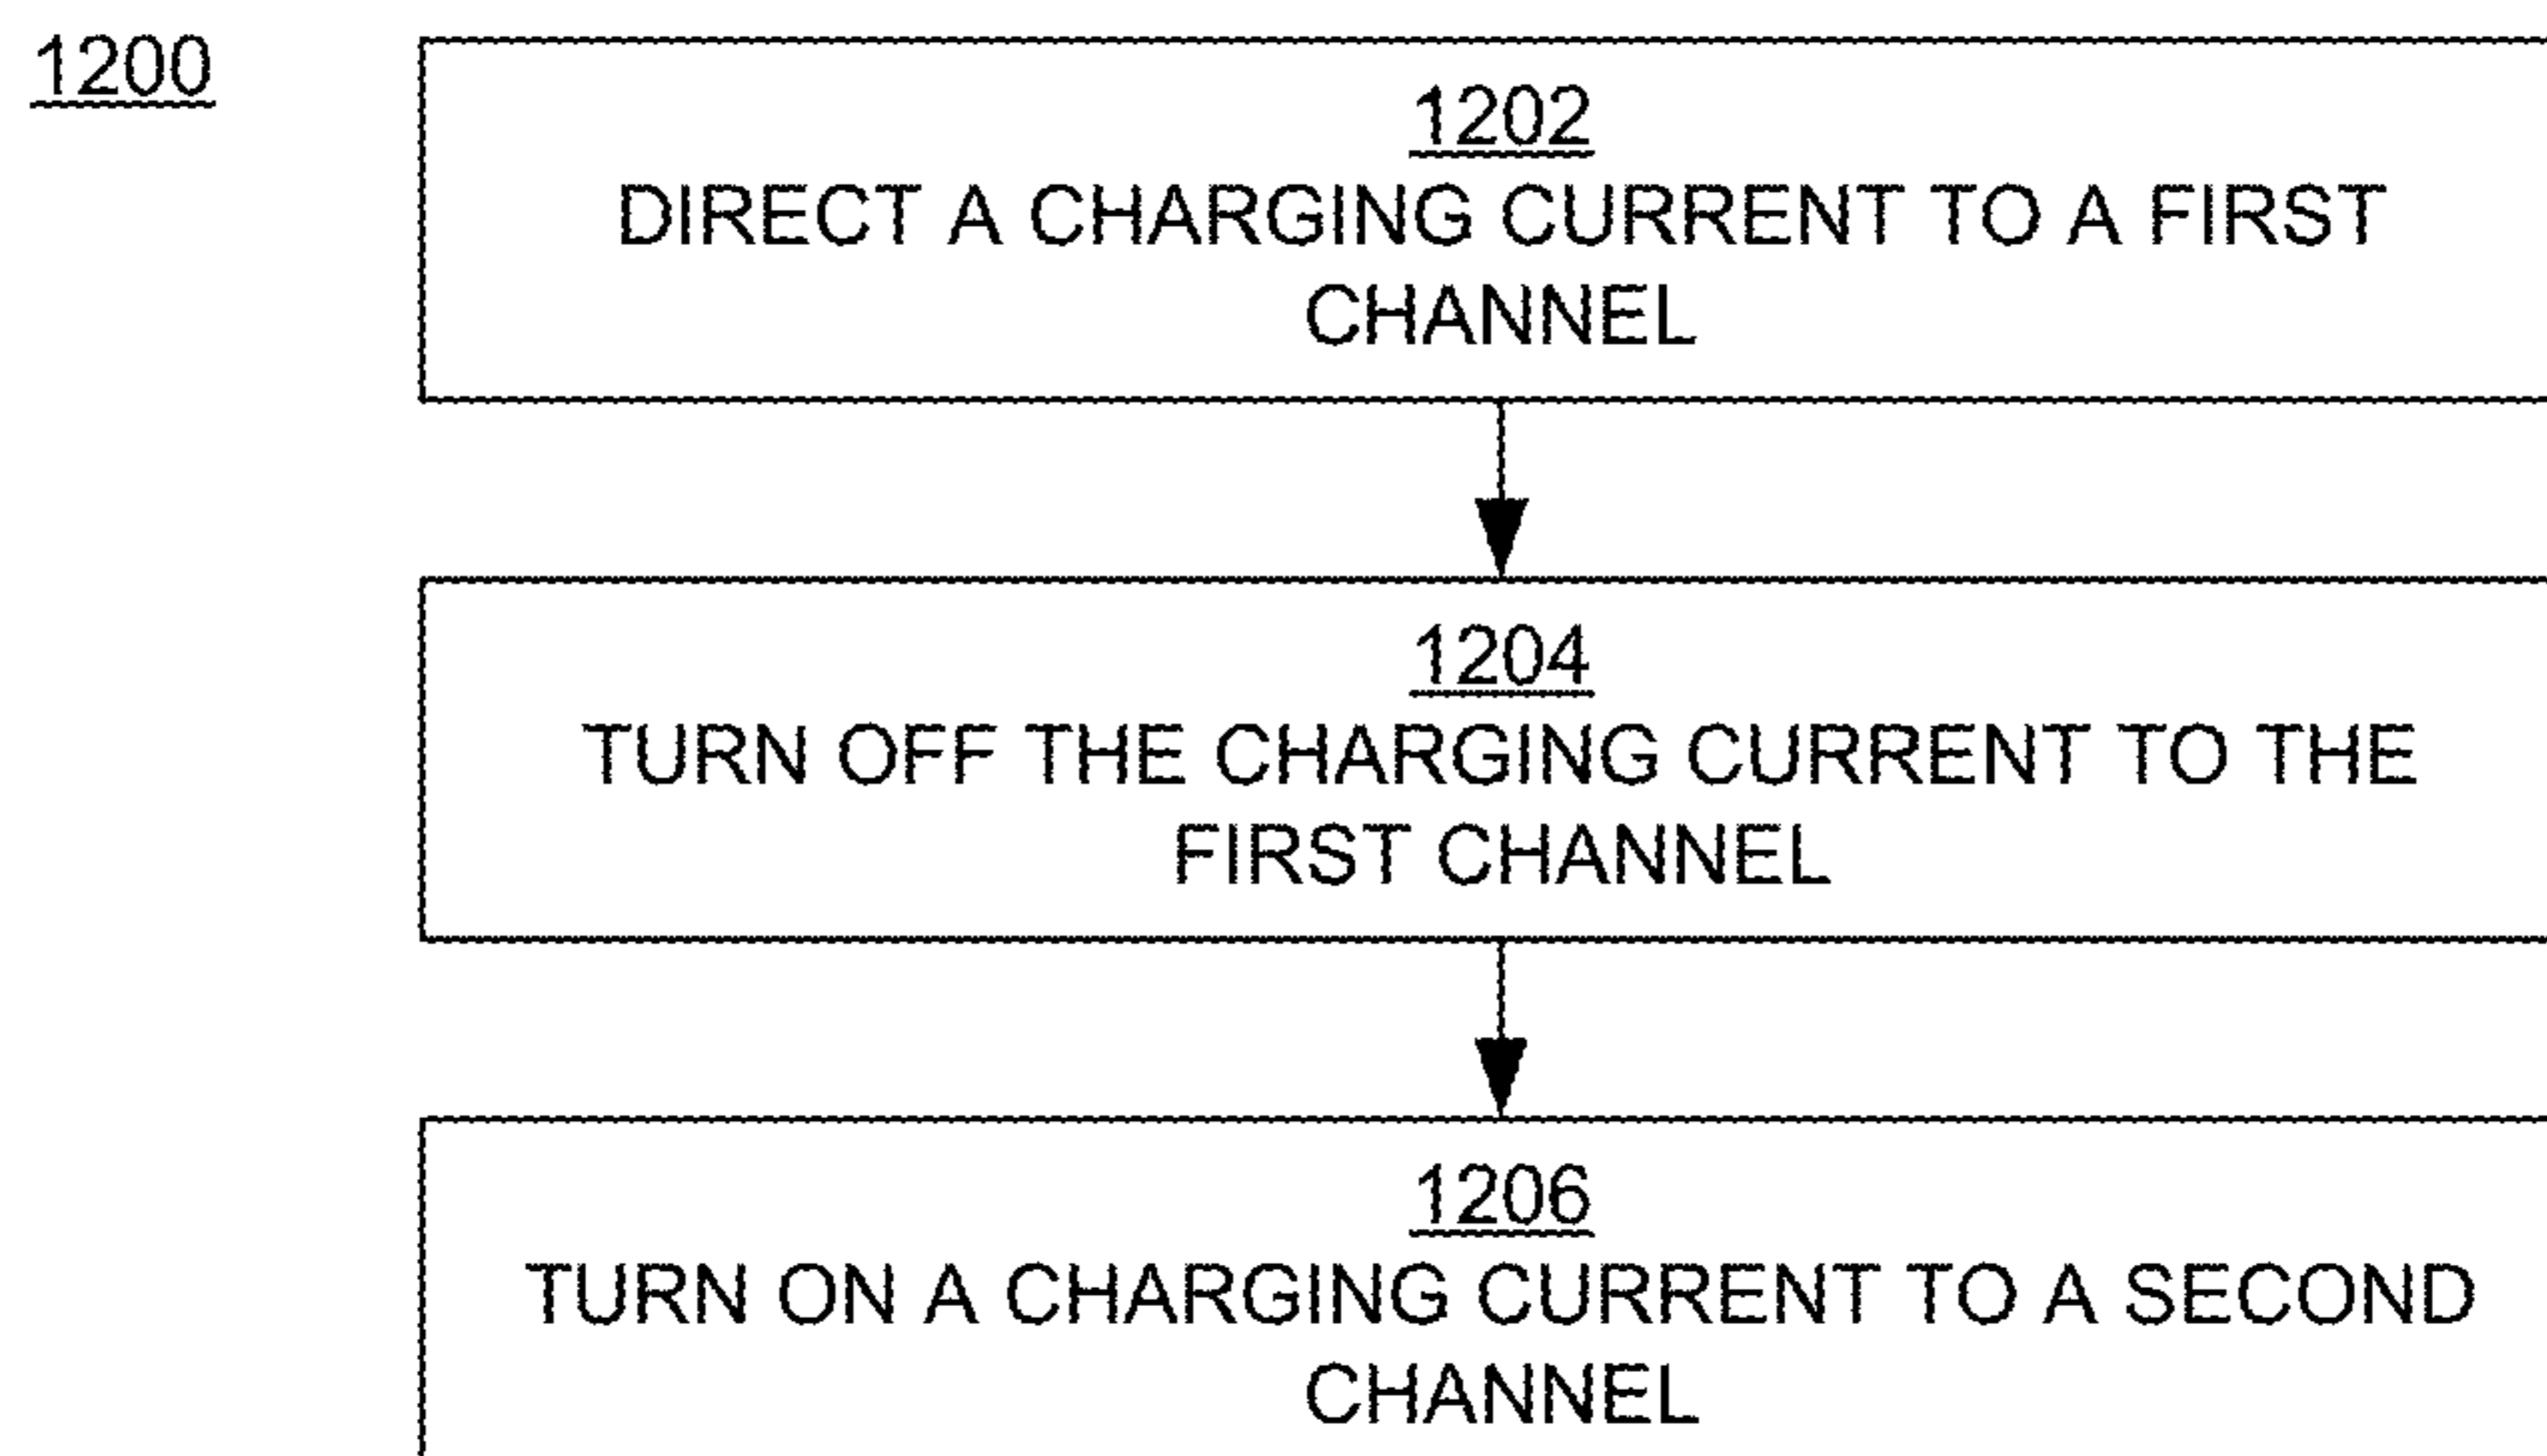 1200
1202
DIRECT A CHARGING CURRENT TO A FIRST
CHANNEL
1204
TURN OFF THE CHARGING CURRENT TO THE
FIRST CHANNEL
1206
TURN ON A CHARGING CURRENT TO A SECOND
CHANNEL